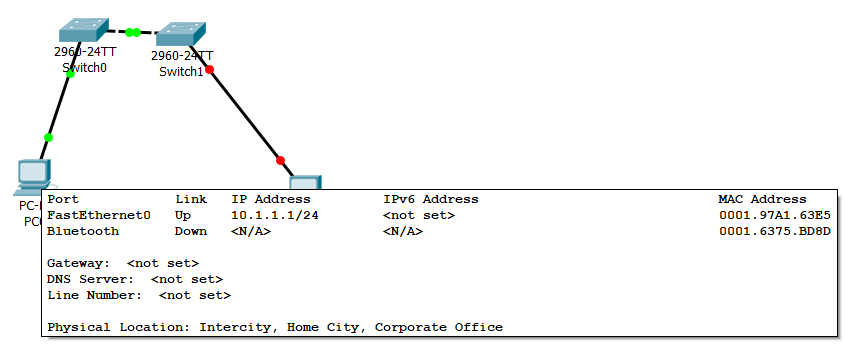 2960-24TT
Switch0
2960-24TT
Switch1
Port Link IP Address IPv6 Address MAC Address
FastEthernet0 Up 10.1.1.1/24 <not set> 0001.97A1.63E5
Bluetooth Down <N/A> <N/A> 0001.6375.BD8D
Gateway: <not set>
DNS Server: <not set>
Line Number: <not set>
Physical Location: Intercity, Home City, Corporate Office